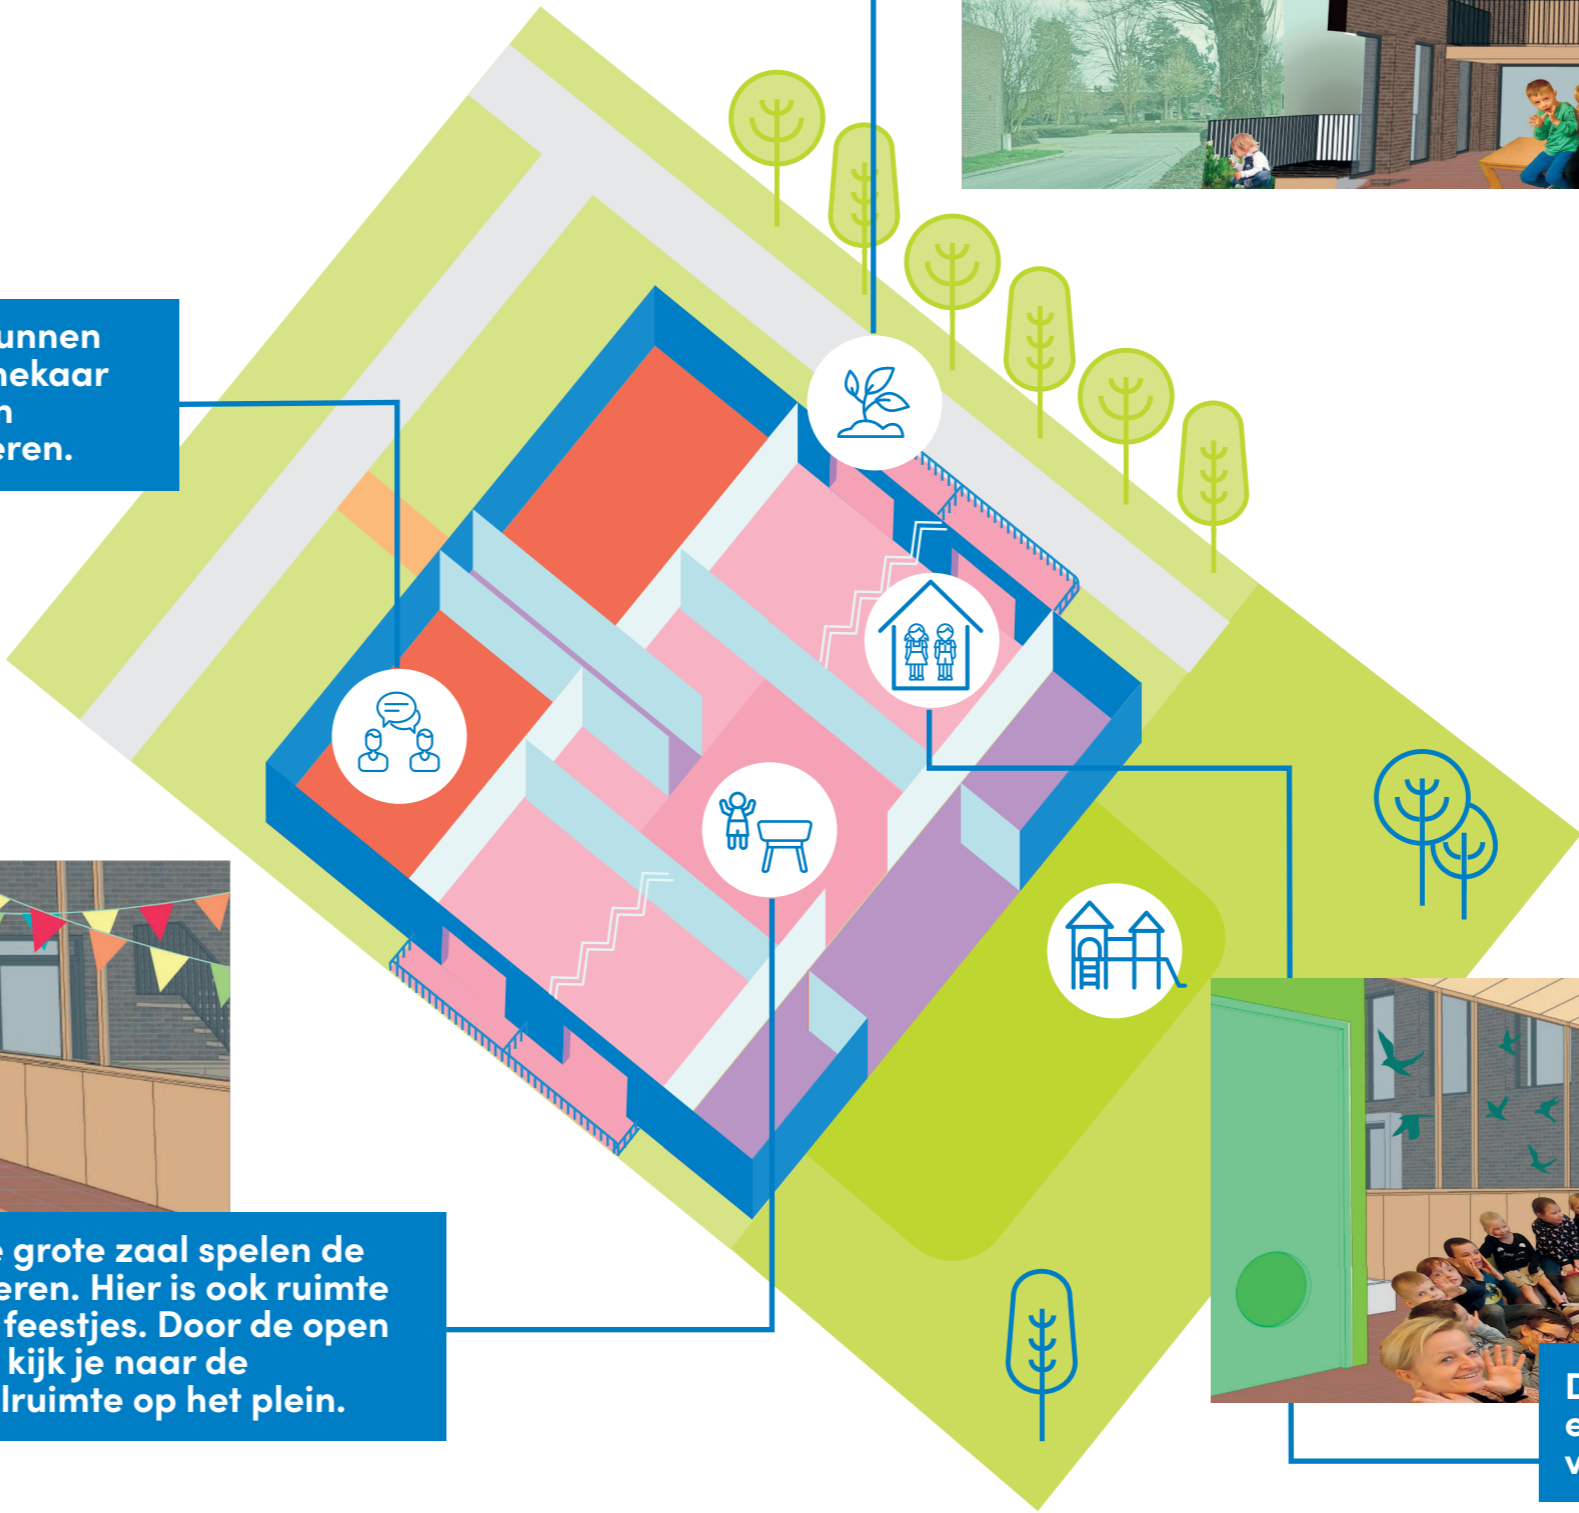 unnen
nekaar
n
eren.
e grote zaal spelen de
eren. Hier is ook ruimte
feestjes. Door de open
kijk je naar de
lruimte op het plein.
D
e
v